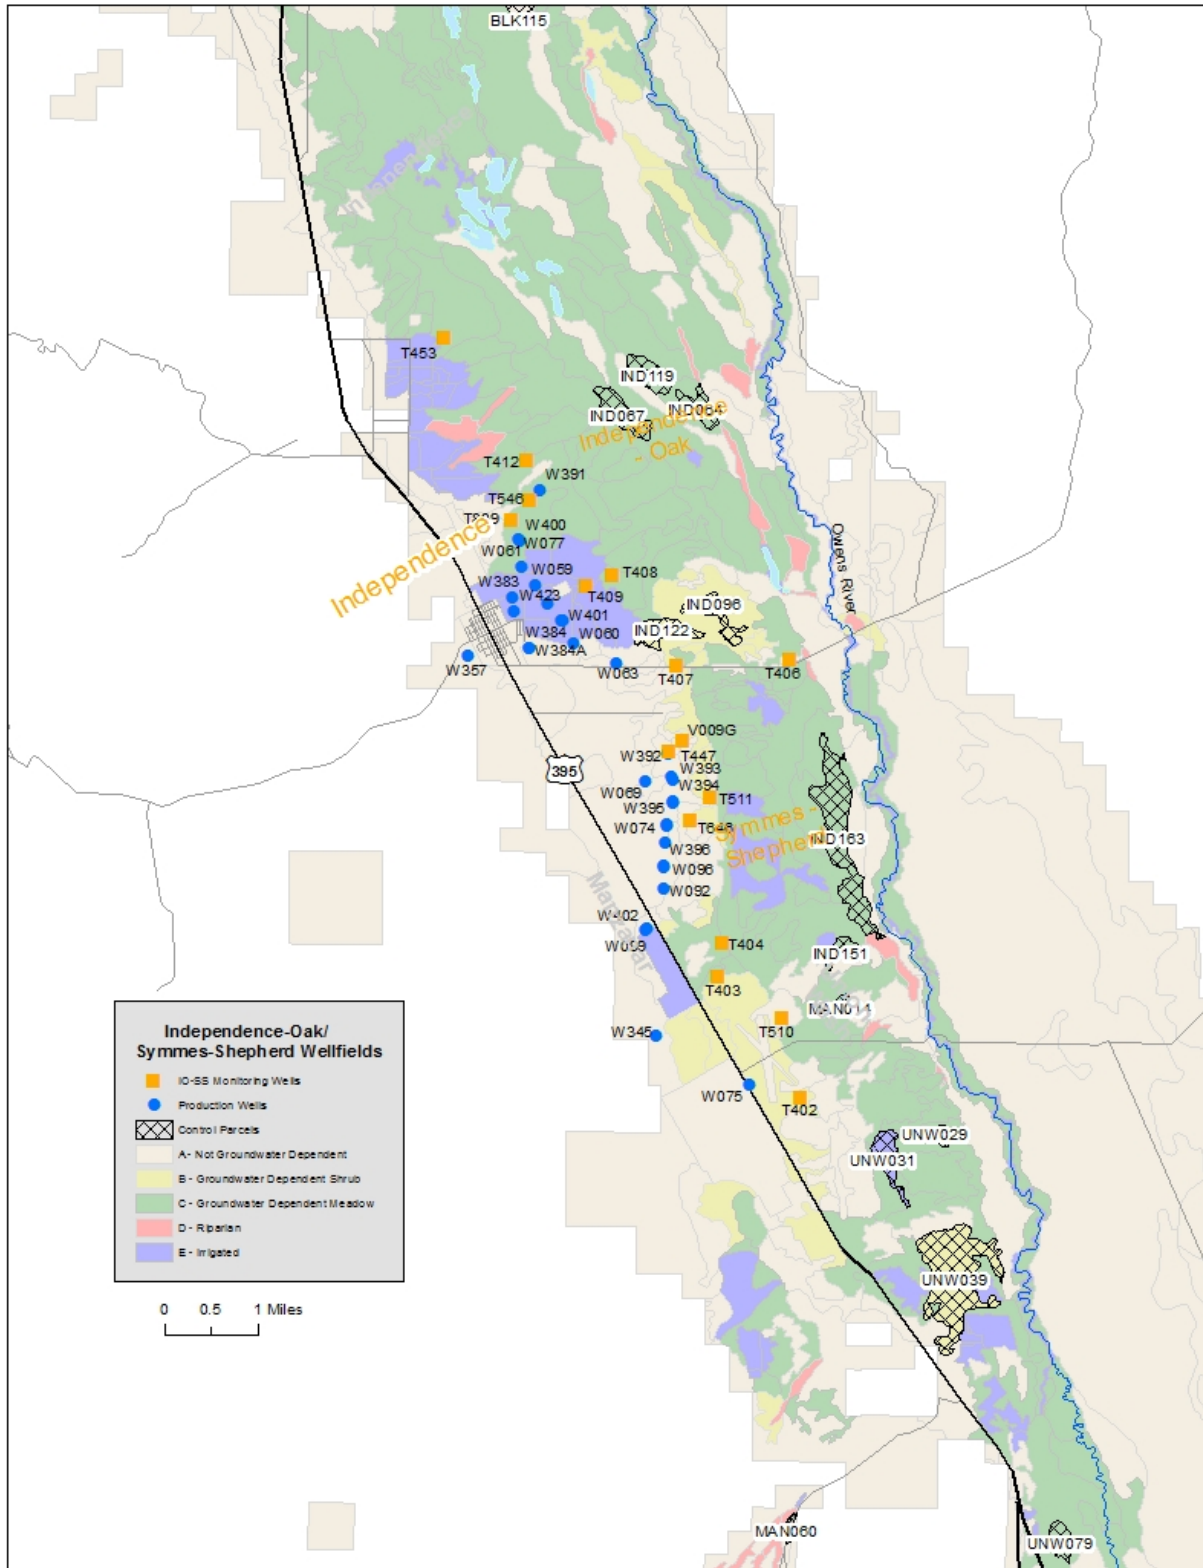 BLK115
Independence
T453
IND119
IND067
IND064
Independence
- Oak
T412
W391
T546
W400
W077
W061
Independence
W059
W383
T408
W423
T409
IND096
W401
IND122
W384
W060
W384A
W357
W063
T407
T406
Owens River
V009G
W392
T447
W393
395
W069
W394
W395
T511
W074
Symmes -
Shepherd
IND163
W396
W096
W092
Manzanar
W402
T404
IND151
T403
MAN014
T510
W345
W075
T402
UNW029
UNW031
UNW039
MAN060
UNW079
Independence-Oak/
Symmes-Shepherd Wellfields
IO-SS Monitoring Wells
Production Wells
Control Parcels
A - Not Groundwater Dependent
B - Groundwater Dependent Shrub
C - Groundwater Dependent Meadow
D - Riparian
E - Irrigated
0 0.5 1 Miles